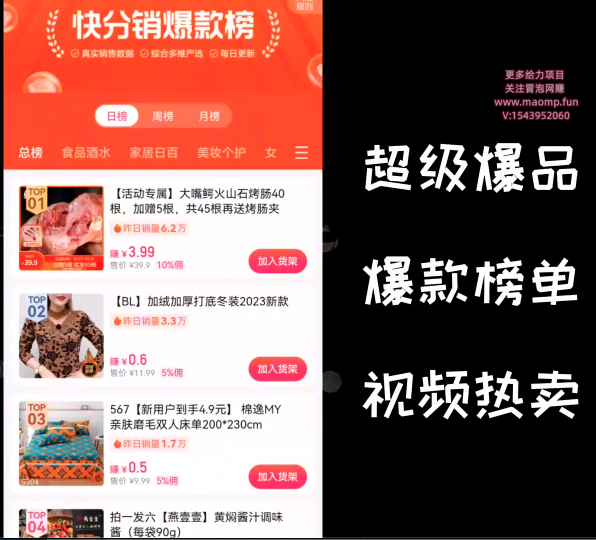 规则
快分销爆款榜
真实销售数据 综合多维严选 每日更新
日榜 周榜 月榜
总榜 食品酒水 家居日百 美妆个护 女
TOP
01
【活动专属】大嘴鳄火山石烤肠40
根，加赠5根，共45根再送烤肠夹
昨日销量6.2万
赚¥3.99
售价 ¥39.9 10%佣
加入货架
39.9
TOP
02
【BL】加绒加厚打底冬装2023新款
昨日销量3.3万
赚¥0.6
售价 ¥11.99 5%佣
加入货架
TOP
03
567【新用户到手4.9元】 棉逸MY
亲肤磨毛双人床单200*230cm
昨日销量1.7万
赚¥0.5
售价 ¥9.99 5%佣
加入货架
5304
TOP
04
拍一发六【燕壹壹】黄焖酱汁调味
酱（每袋90g）
更多给力项目
关注冒泡网赚
www.maomp.fun
V:1543952060
超级爆品
爆款榜单
视频热卖